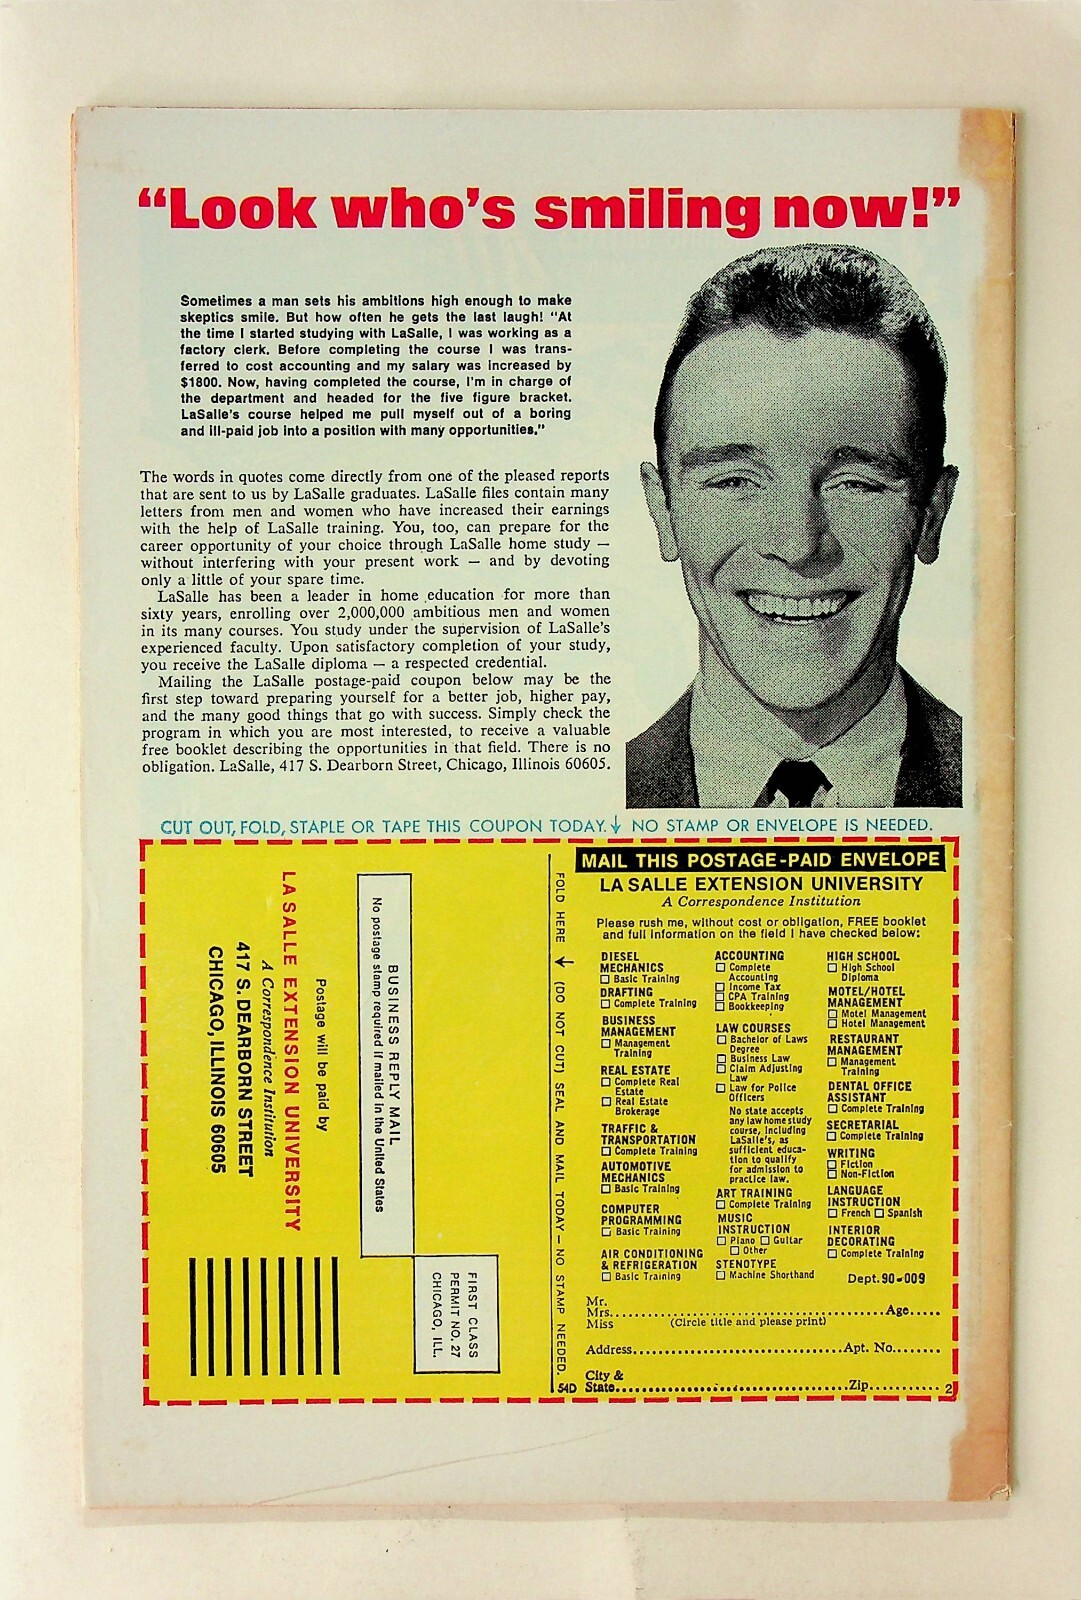 “Look who’s smiling now!”
Sometimes a man sets his ambitions high enough to make
skeptics smile. But how often he gets the last laugh! “At
the time I started studying with LaSalle, I was working as a
factory clerk. Before completing the course I was trans-
ferred to cost accounting and my salary was increased by
$1800. Now, having completed the course, I’m in charge of
the department and headed for the five figure bracket.
LaSalle’s course helped me pull myself out of a boring
and ill-paid job into a position with many opportunities.”
The words in quotes come directly from one of the pleased reports
that are sent to us by LaSalle graduates. LaSalle files contain many
letters from men and women who have increased their earnings
with the help of LaSalle training. You, too, can prepare for the
career opportunity of your choice through LaSalle home study —
without interfering with your present work — and by devoting
only a little of your spare time.
LaSalle has been a leader in home education for more than
sixty years, enrolling over 2,000,000 ambitious men and women
in its many courses. You study under the supervision of LaSalle’s
experienced faculty. Upon satisfactory completion of your study,
you receive the LaSalle diploma — a respected credential.
Mailing the LaSalle postage-paid coupon below may be the
first step toward preparing yourself for a better job, higher pay,
and the many good things that go with success. Simply check the
program in which you are most interested, to receive a valuable
free booklet describing the opportunities in that field. There is no
obligation. LaSalle, 417 S. Dearborn Street, Chicago, Illinois 60605.
CUT OUT, FOLD, STAPLE OR TAPE THIS COUPON TODAY. ↓ NO STAMP OR ENVELOPE IS NEEDED.
BUSINESS REPLY MAIL
No postage stamp required if mailed in the United States
FIRST CLASS
PERMIT NO. 27
CHICAGO, ILL.
Postage will be paid by
LA SALLE EXTENSION UNIVERSITY
A Correspondence Institution
417 S. DEARBORN STREET
CHICAGO, ILLINOIS 60605
FOLD HERE ↓ (DO NOT CUT) SEAL AND MAIL TODAY — NO STAMP NEEDED.
54D
MAIL THIS POSTAGE-PAID ENVELOPE
LA SALLE EXTENSION UNIVERSITY
A Correspondence Institution
Please rush me, without cost or obligation, FREE booklet
and full information on the field I have checked below:
DIESEL
MECHANICS
☐ Basic Training
DRAFTING
☐ Complete Training
BUSINESS
MANAGEMENT
☐ Management
Training
REAL ESTATE
☐ Complete Real
Estate
☐ Real Estate
Brokerage
TRAFFIC &
TRANSPORTATION
☐ Complete Training
AUTOMOTIVE
MECHANICS
☐ Basic Training
COMPUTER
PROGRAMMING
☐ Basic Training
AIR CONDITIONING
& REFRIGERATION
☐ Basic Training
ACCOUNTING
☐ Complete
Accounting
☐ Income Tax
☐ CPA Training
☐ Bookkeeping
LAW COURSES
☐ Bachelor of Laws
Degree
☐ Business Law
☐ Claim Adjusting
Law
☐ Law for Police
Officers
No state accepts
any law home study
course, including
LaSalle’s, as
sufficient educa-
tion to qualify
for admission to
practice law.
ART TRAINING
☐ Complete Training
MUSIC
INSTRUCTION
☐ Piano ☐ Guitar
☐ Other
STENOTYPE
☐ Machine Shorthand
HIGH SCHOOL
☐ High School
Diploma
MOTEL/HOTEL
MANAGEMENT
☐ Motel Management
☐ Hotel Management
RESTAURANT
MANAGEMENT
☐ Management
Training
DENTAL OFFICE
ASSISTANT
☐ Complete Training
SECRETARIAL
☐ Complete Training
WRITING
☐ Fiction
☐ Non-Fiction
LANGUAGE
INSTRUCTION
☐ French ☐ Spanish
INTERIOR
DECORATING
☐ Complete Training
Dept. 90-009
Mr.
Mrs. Age
Miss (Circle title and please print)
Address Apt. No.
City &
State Zip 2